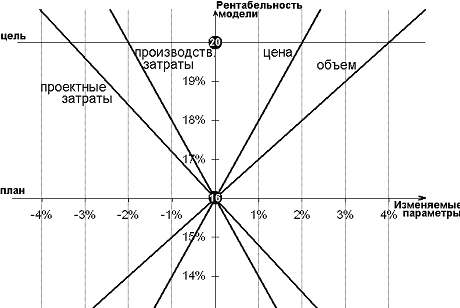 Рентабельность
модели
цель
20
производств.
затраты
цена
объем
19%
проектные
затраты
18%
17%
план
16
Изменяемые
параметры
-4%
-3%
-2%
-1%
1%
2%
3%
4%
15%
14%